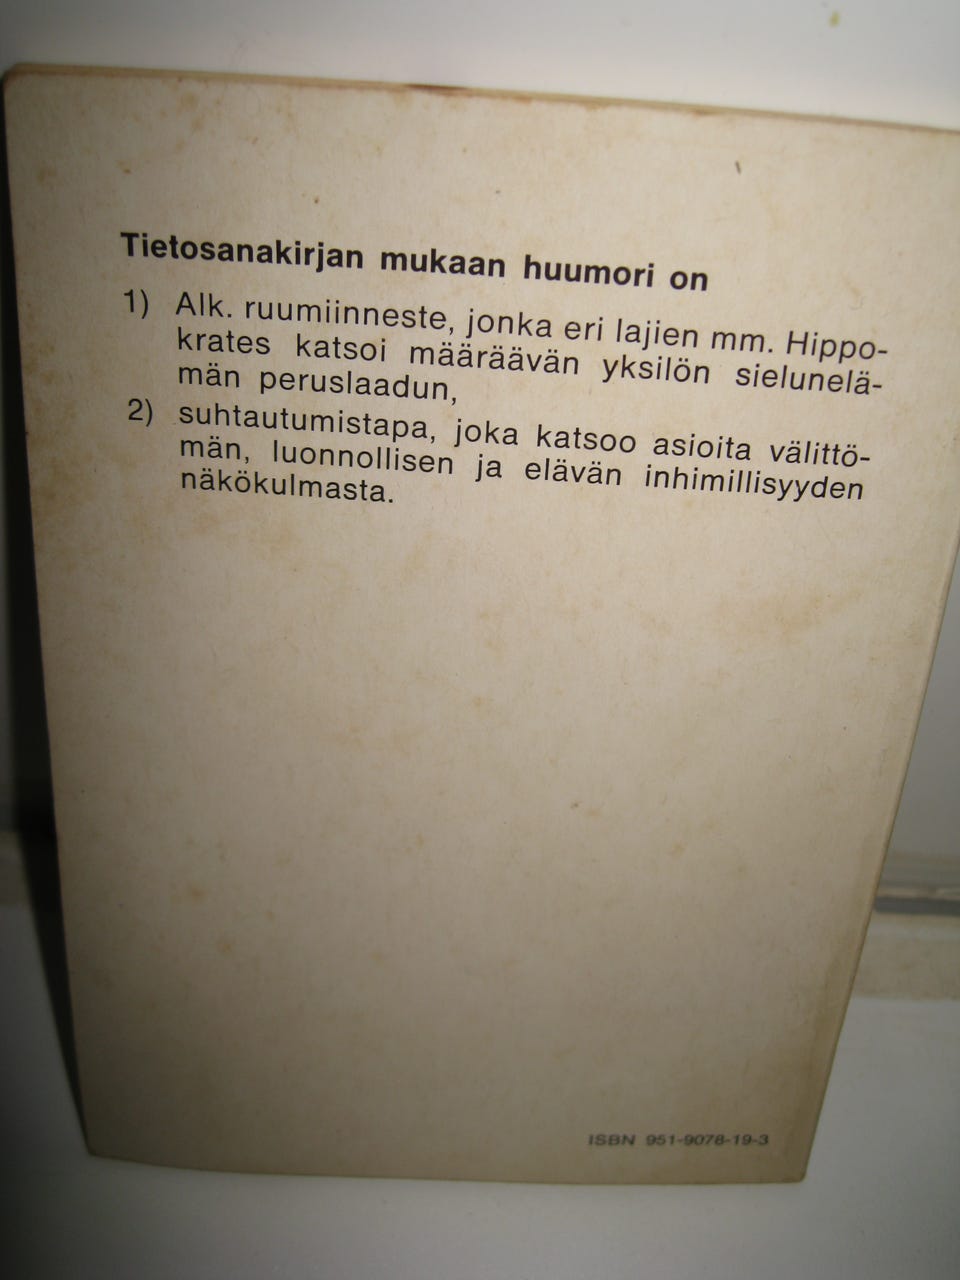 Tietosanakirjan mukaan huumori on
1) Alk. ruumiinneste, jonka eri lajien mm. Hippo-
krates katsoi määräävän yksilön sielunelä-
män peruslaadun,
2) suhtautumistapa, joka katsoo asioita välittö-
män, luonnollisen ja elävän inhimillisyyden
näkökulmasta.
ISBN 951-9078-19-3